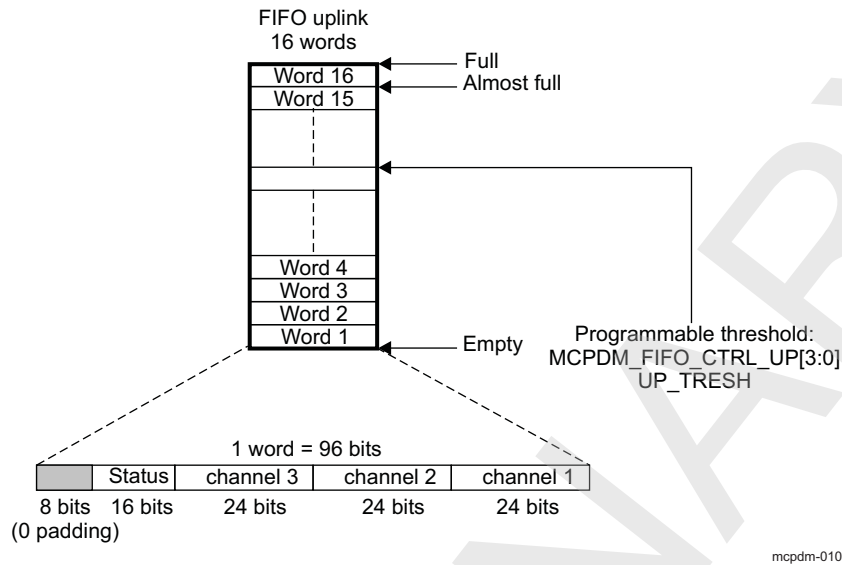 FIFO uplink
16 words
Full
Word 16
Almost full
Word 15
Word 4
Word 3
Word 2
Word 1
Empty
Programmable threshold:
MCPDM_FIFO_CTRL_UP[3:0]
UP_TRESH
1 word = 96 bits
Status channel 3 channel 2 channel 1
8 bits 16 bits 24 bits 24 bits 24 bits
(0 padding)
mcpdm-010